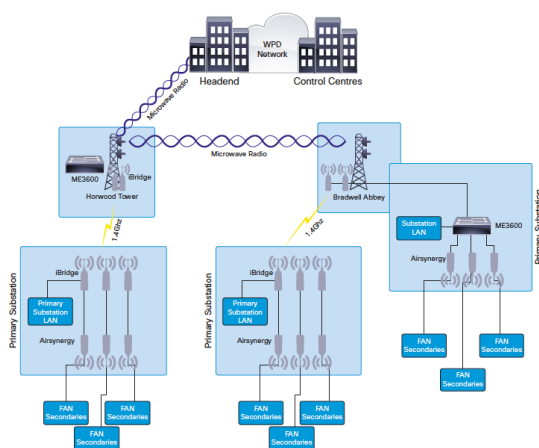 WPD
Network
Headend
Control Centres
Microwave Radio
Microwave Radio
ME3600
iBridge
Horwood Tower
Bradwell Abbey
1.4Ghz
1.4Ghz
Substation
LAN
ME3600
Airsynergy
Primary Substation
FAN
Secondaries
FAN
Secondaries
FAN
Secondaries
Primary Substation
iBridge
Primary
Substation
LAN
Airsynergy
FAN
Secondaries
FAN
Secondaries
FAN
Secondaries
Primary Substation
iBridge
Primary
Substation
LAN
Airsynergy
FAN
Secondaries
FAN
Secondaries
FAN
Secondaries